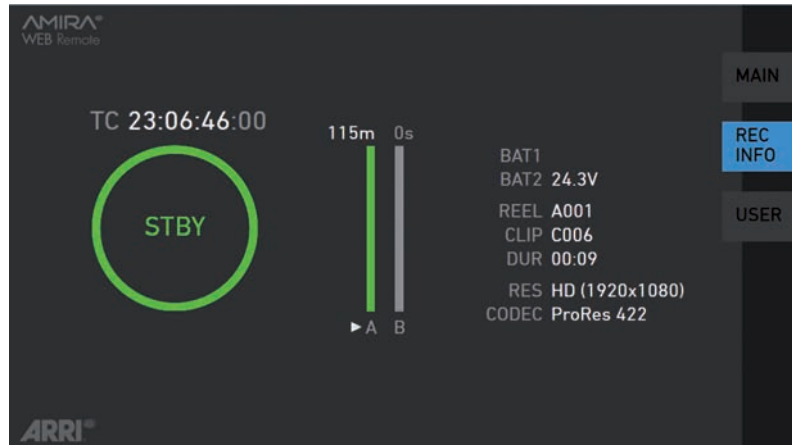 AMIRA
WEB Remote
MAIN
REC
INFO
USER
TC 23:06:46:00
STBY
115m 0s
►A B
BAT1
BAT2 24.3V
REEL A001
CLIP C006
DUR 00:09
RES HD (1920x1080)
CODEC ProRes 422
ARRI